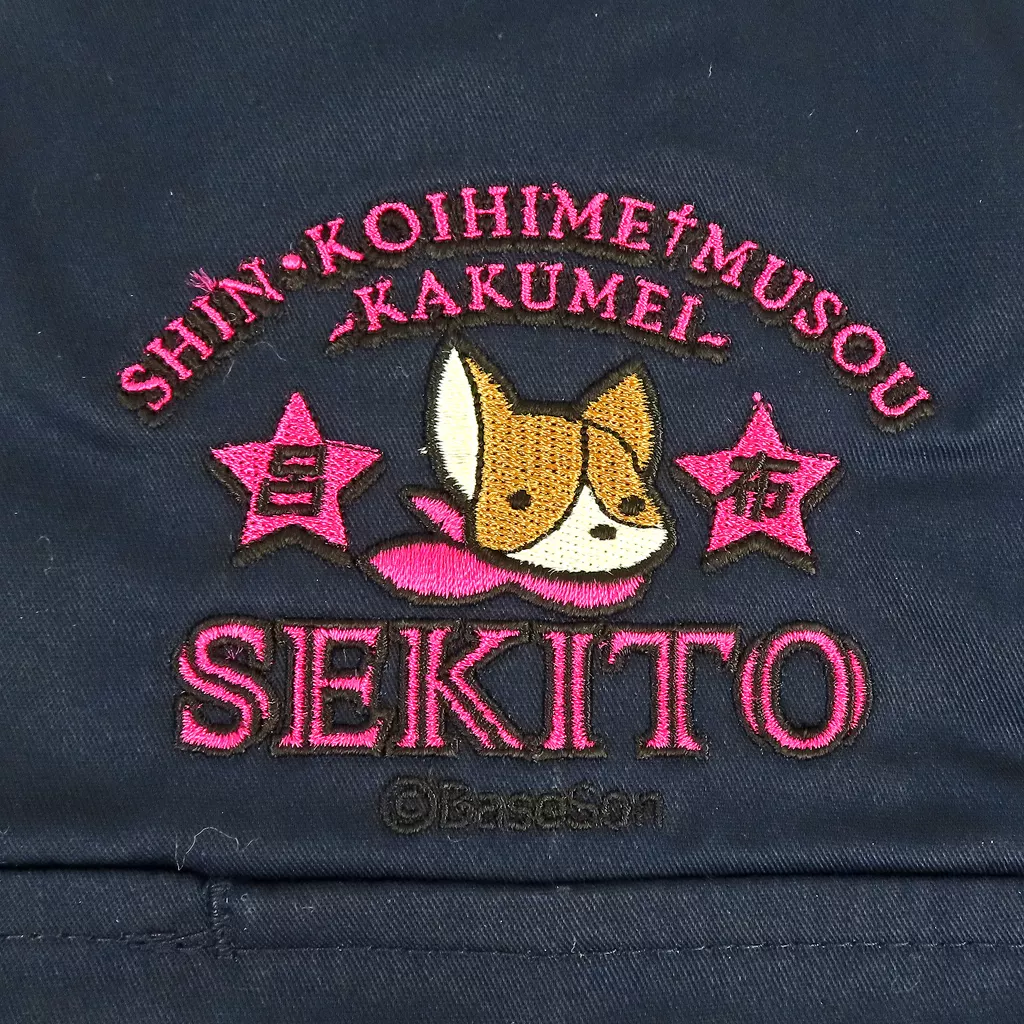 SHIN•KOIHIME†MUSOU
-KAKUMEI-
呂 布
SEKITO
©BaseSon